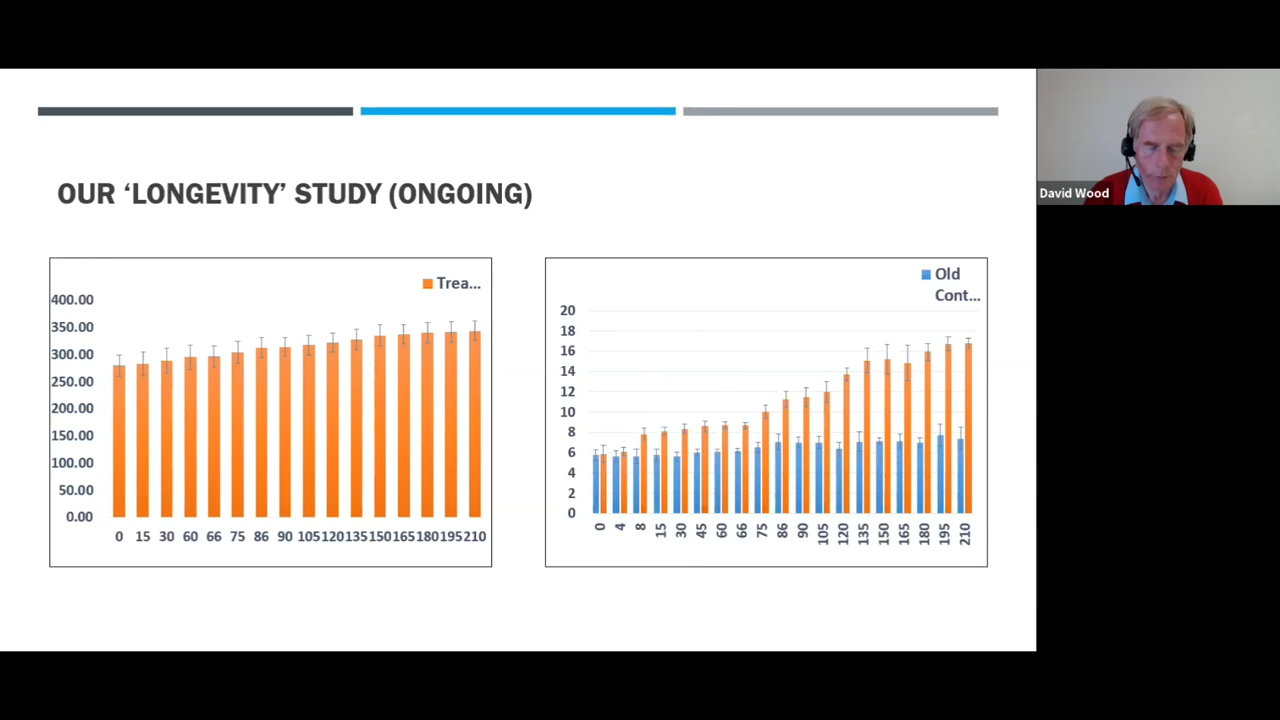 OUR ‘LONGEVITY’ STUDY (ONGOING)
Trea...
400.00
350.00
300.00
250.00
200.00
150.00
100.00
50.00
0.00
0 15 30 60 66 75 86 90 105 120 135 150 165 180 195 210
Old
Cont...
20
18
16
14
12
10
8
6
4
2
0
0 4 8 15 30 45 60 66 75 86 90 105 120 135 150 165 180 195 210
David Wood